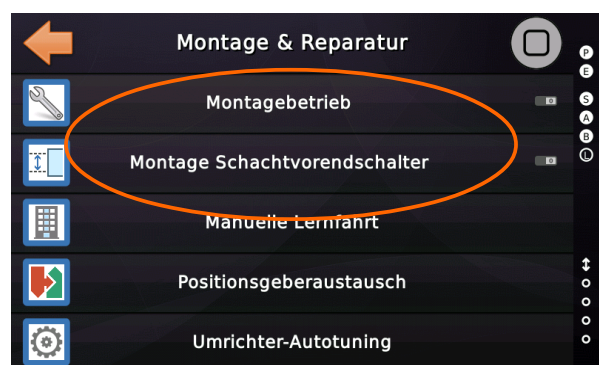 Montage & Reparatur
Montagebetrieb
Montage Schachtvorendschalter
Manuelle Lernfahrt
Positionsgeberaustausch
Umrichter-Autotuning
P
E
S
A
B
L